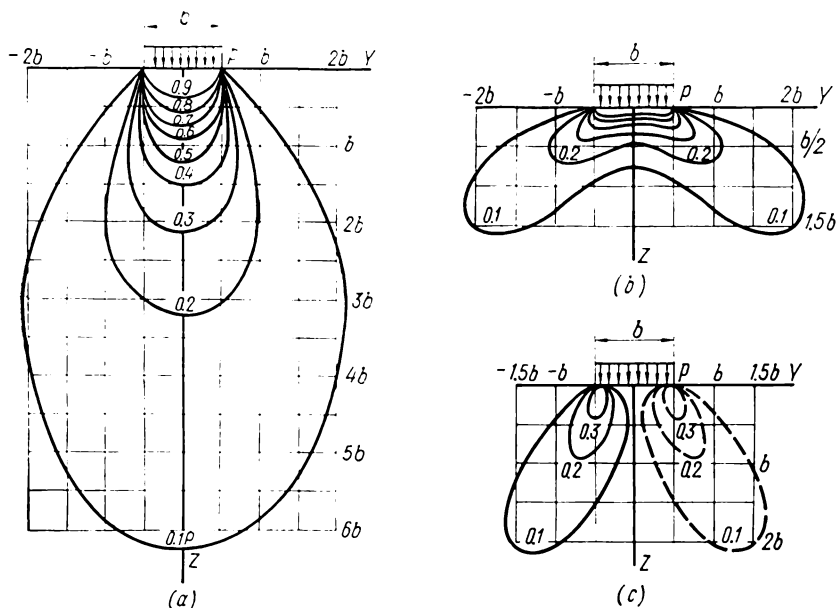 b
-2b -b P b 2b Y
0.9
0.8
0.7
0.6
0.5
0.4
0.3
0.2
0.1P
b
2b
3b
4b
5b
6b
Z
(a)
b
-2b -b P b 2b Y
0.2 0.2
b/2
0.1 0.1
1.5b
Z
(b)
b
-1.5b -b P b 1.5b Y
0.3 0.3
0.2 0.2
b
0.1 0.1
2b
Z
(c)